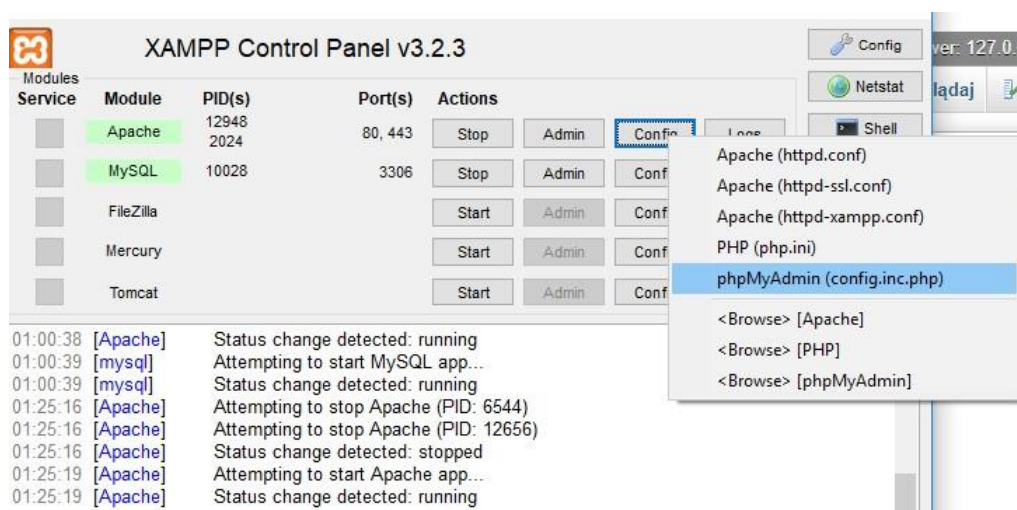 XAMPP Control Panel v3.2.3
Config
Modules
Service Module PID(s) Port(s) Actions
Netstat
Apache 12948 2024 80, 443 Stop Admin Config Logs
Shell
MySQL 10028 3306 Stop Admin Conf
FileZilla Start Admin Conf
Mercury Start Admin Conf
Tomcat Start Admin Conf
Apache (httpd.conf)
Apache (httpd-ssl.conf)
Apache (httpd-xampp.conf)
PHP (php.ini)
phpMyAdmin (config.inc.php)
<Browse> [Apache]
<Browse> [PHP]
<Browse> [phpMyAdmin]
01:00:38 [Apache] Status change detected: running
01:00:39 [mysql] Attempting to start MySQL app...
01:00:39 [mysql] Status change detected: running
01:25:16 [Apache] Attempting to stop Apache (PID: 6544)
01:25:16 [Apache] Attempting to stop Apache (PID: 12656)
01:25:16 [Apache] Status change detected: stopped
01:25:19 [Apache] Attempting to start Apache app...
01:25:19 [Apache] Status change detected: running
ver: 127.0.
lądaj